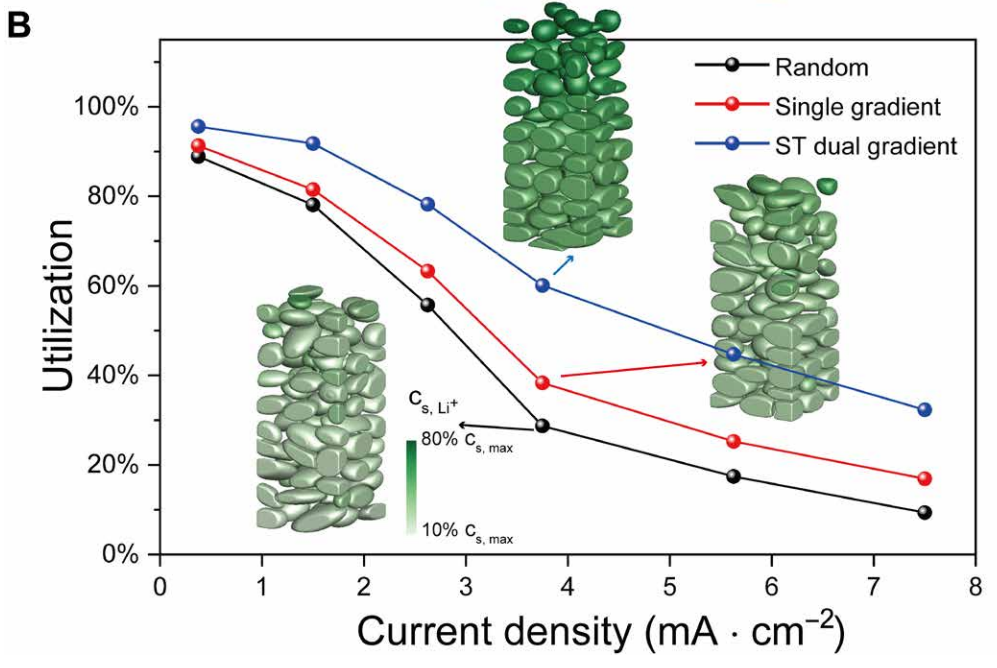 B
Random
Single gradient
ST dual gradient
100%
80%
60%
40%
20%
0%
Utilization
Cs, Li+
80% Cs, max
10% Cs, max
0 1 2 3 4 5 6 7 8
Current density (mA · cm−2)